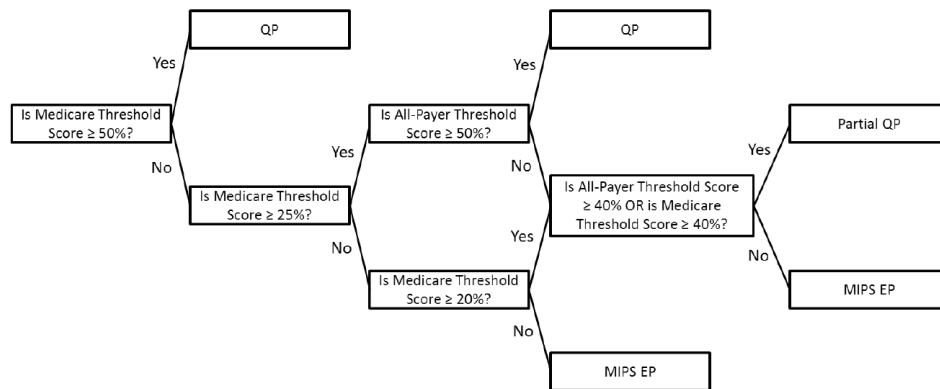 QP
QP
Yes
Yes
Is Medicare Threshold
Score ≥ 50%?
Is All-Payer Threshold
Score ≥ 50%?
Partial QP
Yes
Yes
No
No
Is Medicare Threshold
Score ≥ 25%?
Is All-Payer Threshold Score
≥ 40% OR is Medicare
Threshold Score ≥ 40%?
Yes
No
No
Is Medicare Threshold
Score ≥ 20%?
MIPS EP
No
MIPS EP